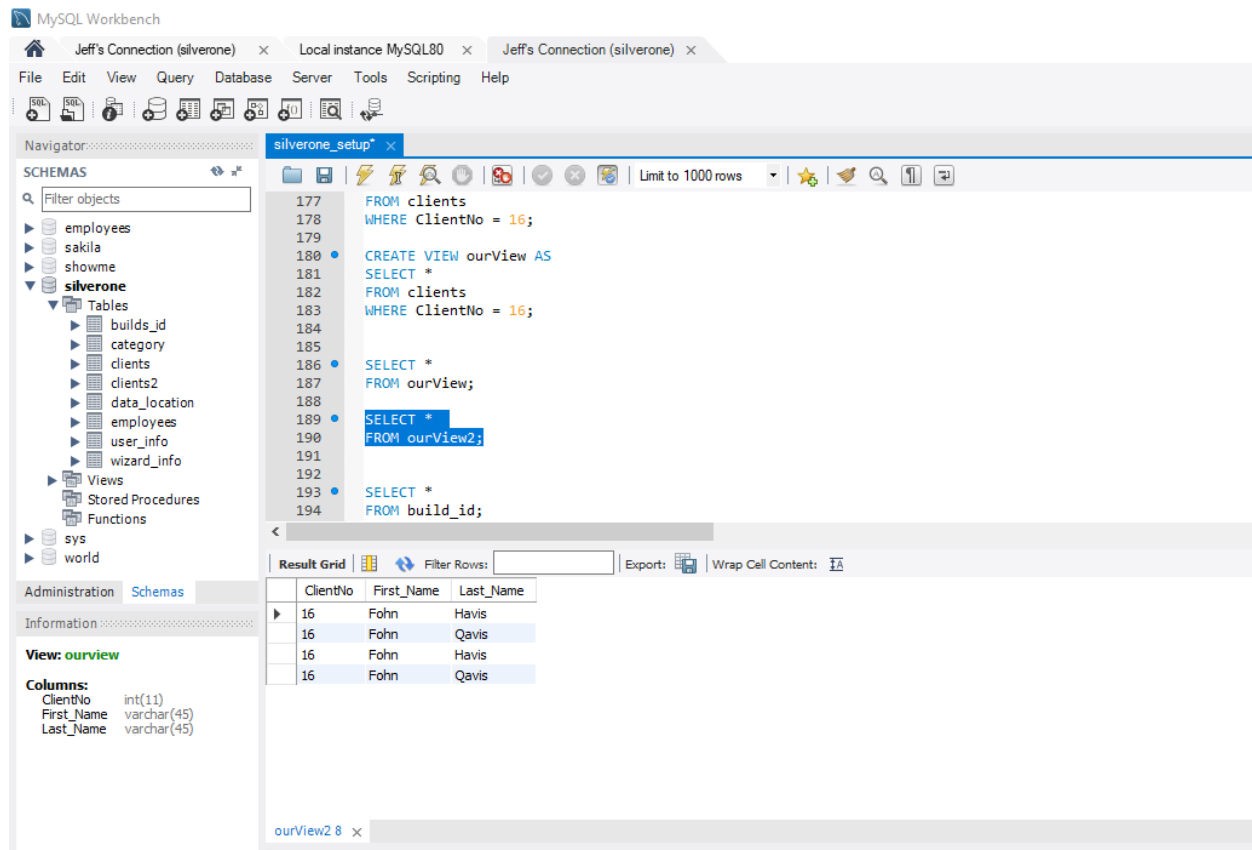 MySQL Workbench
Jeff's Connection (silverone) × Local instance MySQL80 × Jeff's Connection (silverone) ×
File Edit View Query Database Server Tools Scripting Help
Navigator
silverone_setup* ×
SCHEMAS
Limit to 1000 rows
Filter objects
employees
sakila
showme
silverone
Tables
builds_id
category
clients
clients2
data_location
employees
user_info
wizard_info
Views
Stored Procedures
Functions
sys
world
177 FROM clients
178 WHERE ClientNo = 16;
179
180 CREATE VIEW ourView AS
181 SELECT *
182 FROM clients
183 WHERE ClientNo = 16;
184
185
186 SELECT *
187 FROM ourView;
188
189 SELECT *
190 FROM ourView2;
191
192
193 SELECT *
194 FROM build_id;
Administration Schemas
Information
View: ourview
Columns:
ClientNo int(11)
First_Name varchar(45)
Last_Name varchar(45)
Result Grid Filter Rows: Export: Wrap Cell Content:
ClientNo First_Name Last_Name
16 Fohn Havis
16 Fohn Qavis
16 Fohn Havis
16 Fohn Qavis
ourView2 8 ×